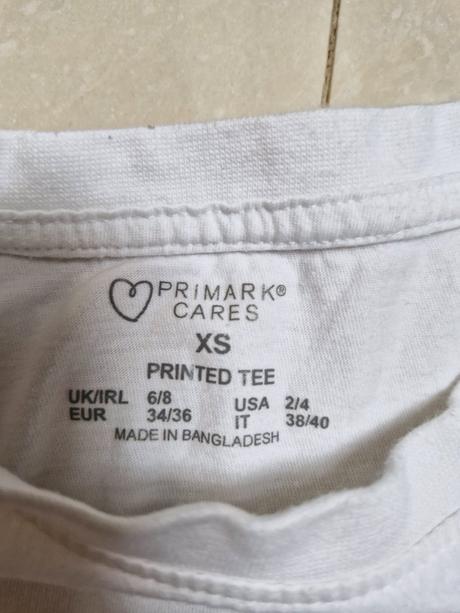 PRIMARK®
CARES
XS
PRINTED TEE
UK/IRL 6/8 USA 2/4
EUR 34/36 IT 38/40
MADE IN BANGLADESH